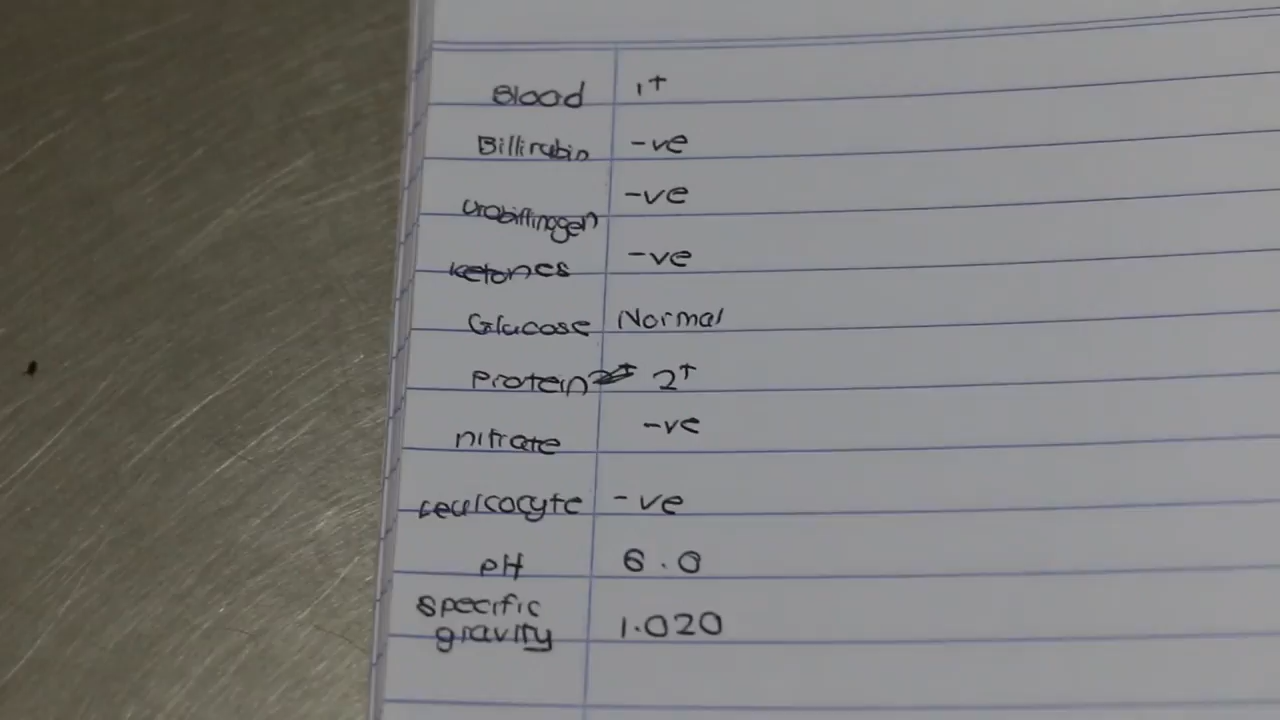 Blood 1+
Billirubin -ve
urobillinogen -ve
ketones -ve
Glucose Normal
Protein 2+
nitrate -ve
Leukocyte -ve
pH 6.0
specific
gravity 1.020